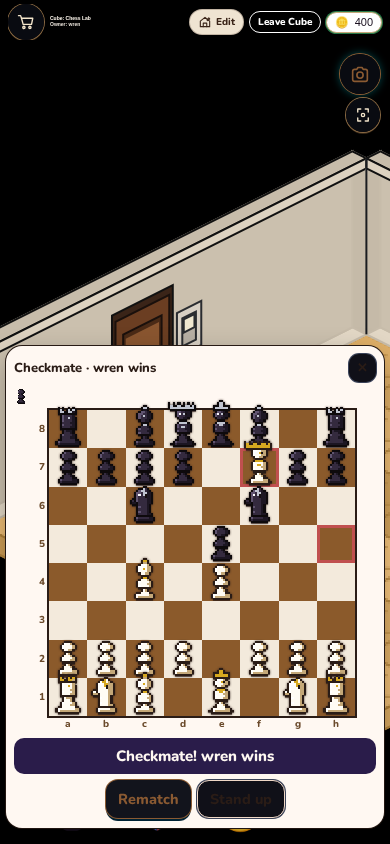 Cube: Chess Lab
Owner: wren
Edit
Leave Cube
400
Checkmate · wren wins
8
7
6
5
4
3
2
1
a b c d e f g h
Checkmate! wren wins
Rematch
Stand up